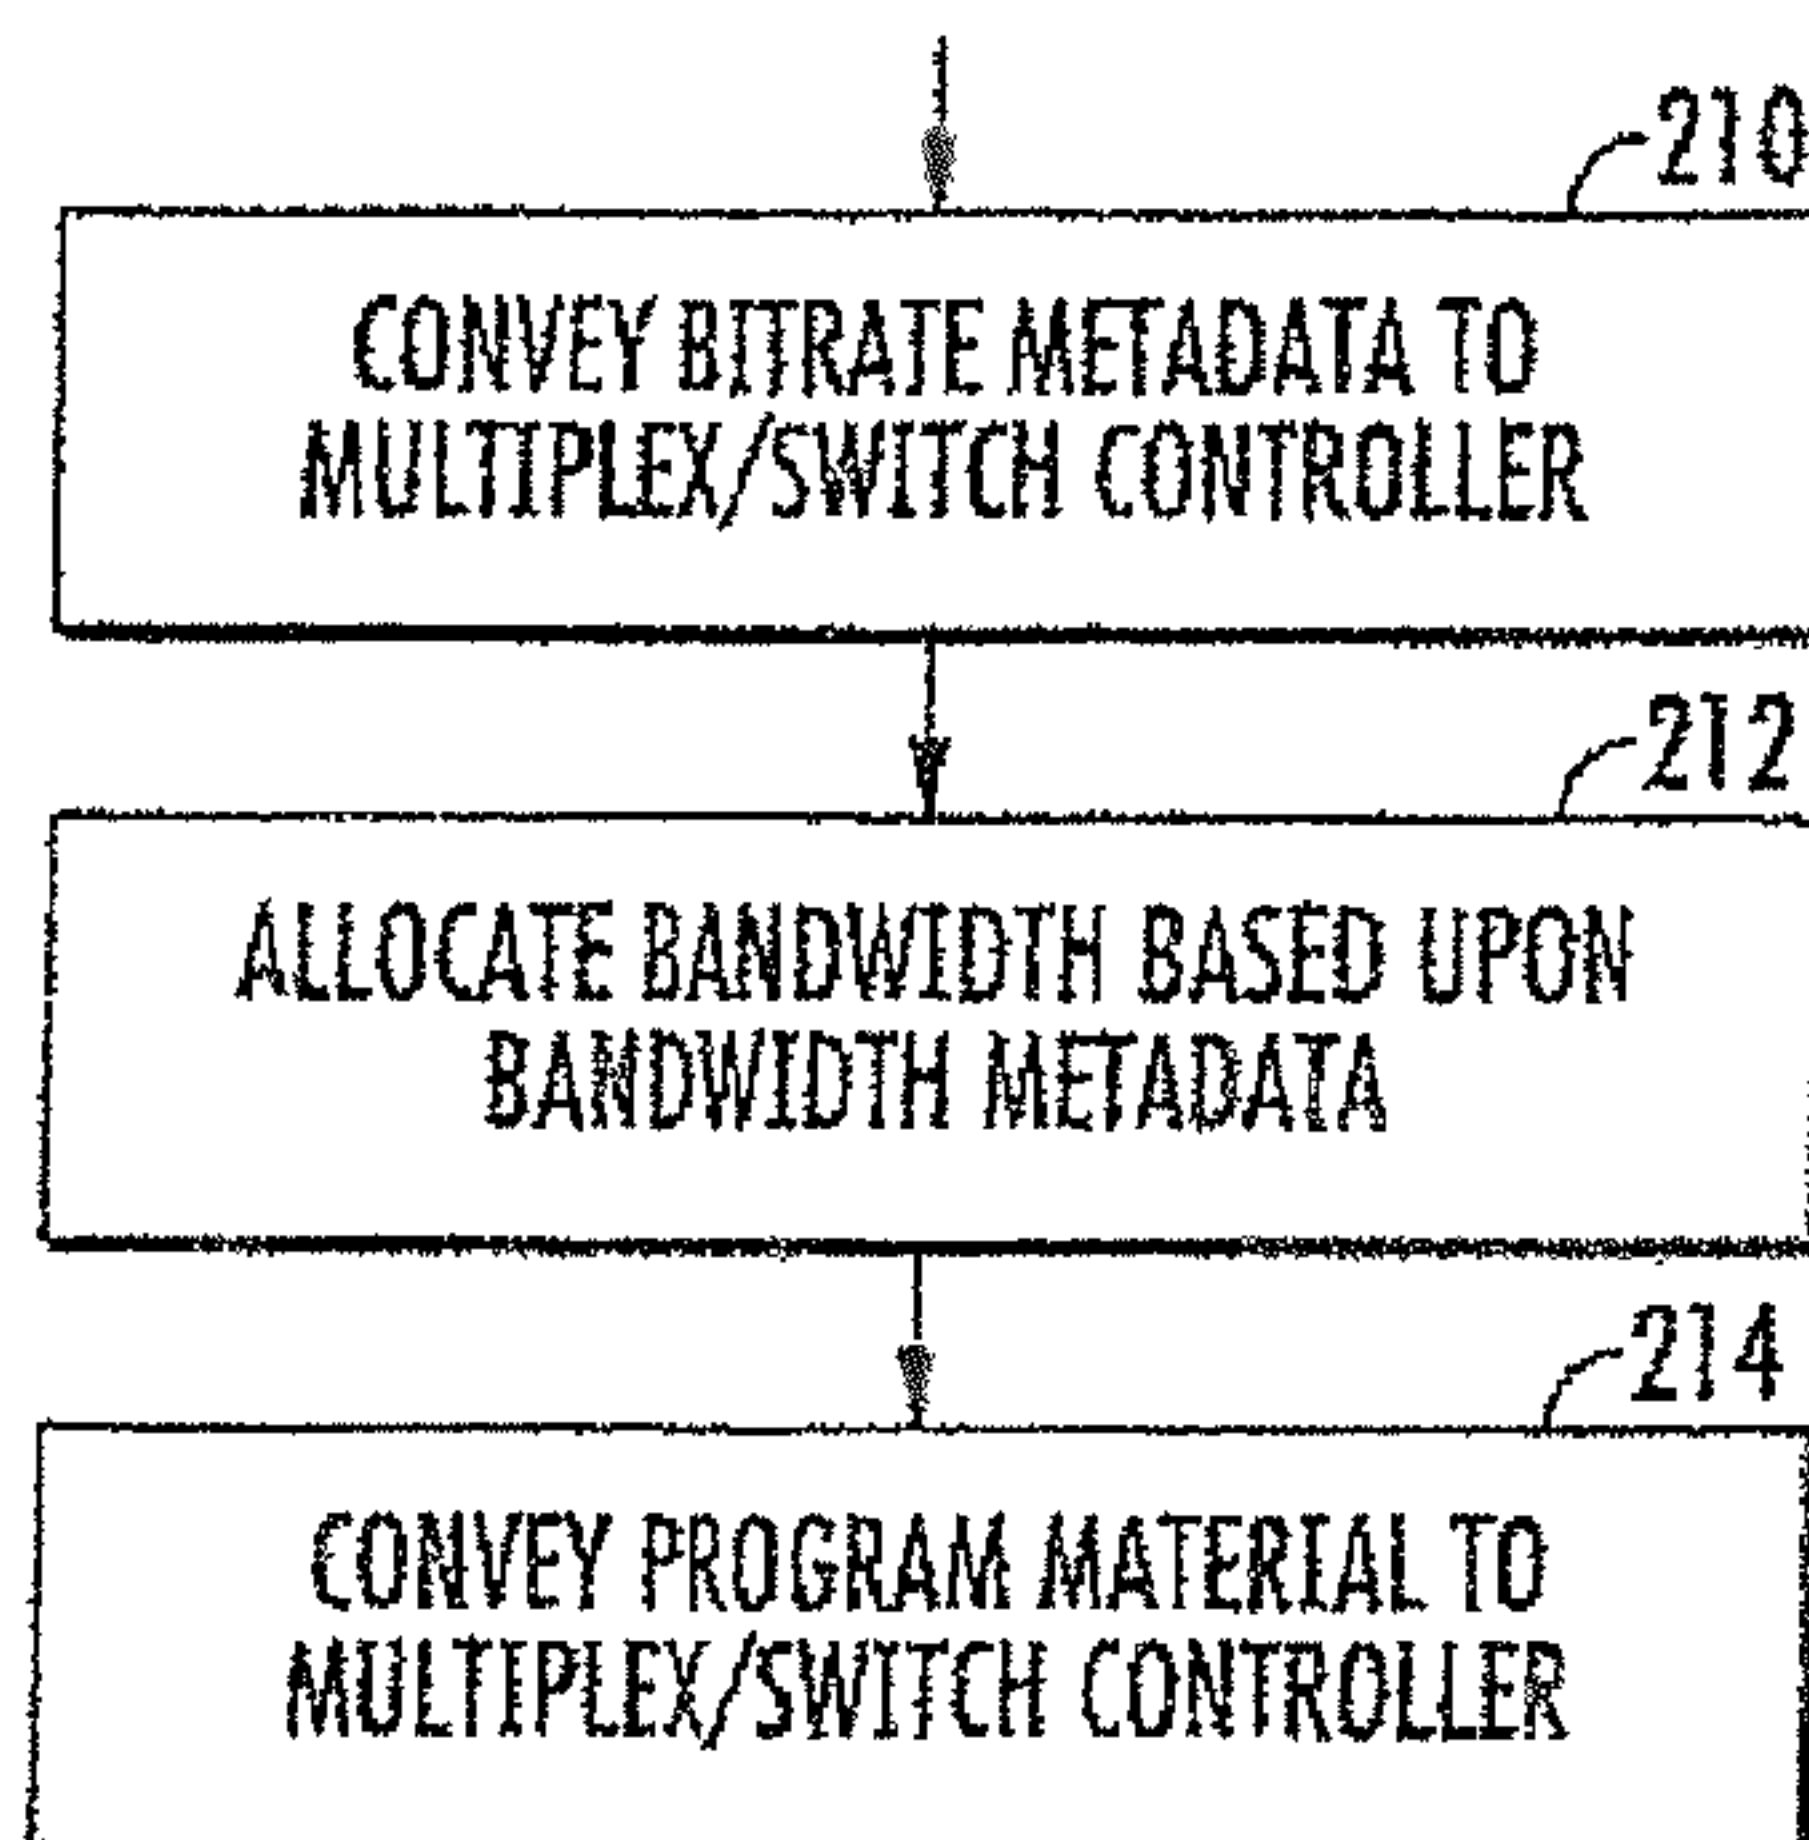 210
CONVEY BITRATE METADATA TO
MULTIPLEX/SWITCH CONTROLLER
212
ALLOCATE BANDWIDTH BASED UPON
BANDWIDTH METADATA
214
CONVEY PROGRAM MATERIAL TO
MULTIPLEX/SWITCH CONTROLLER